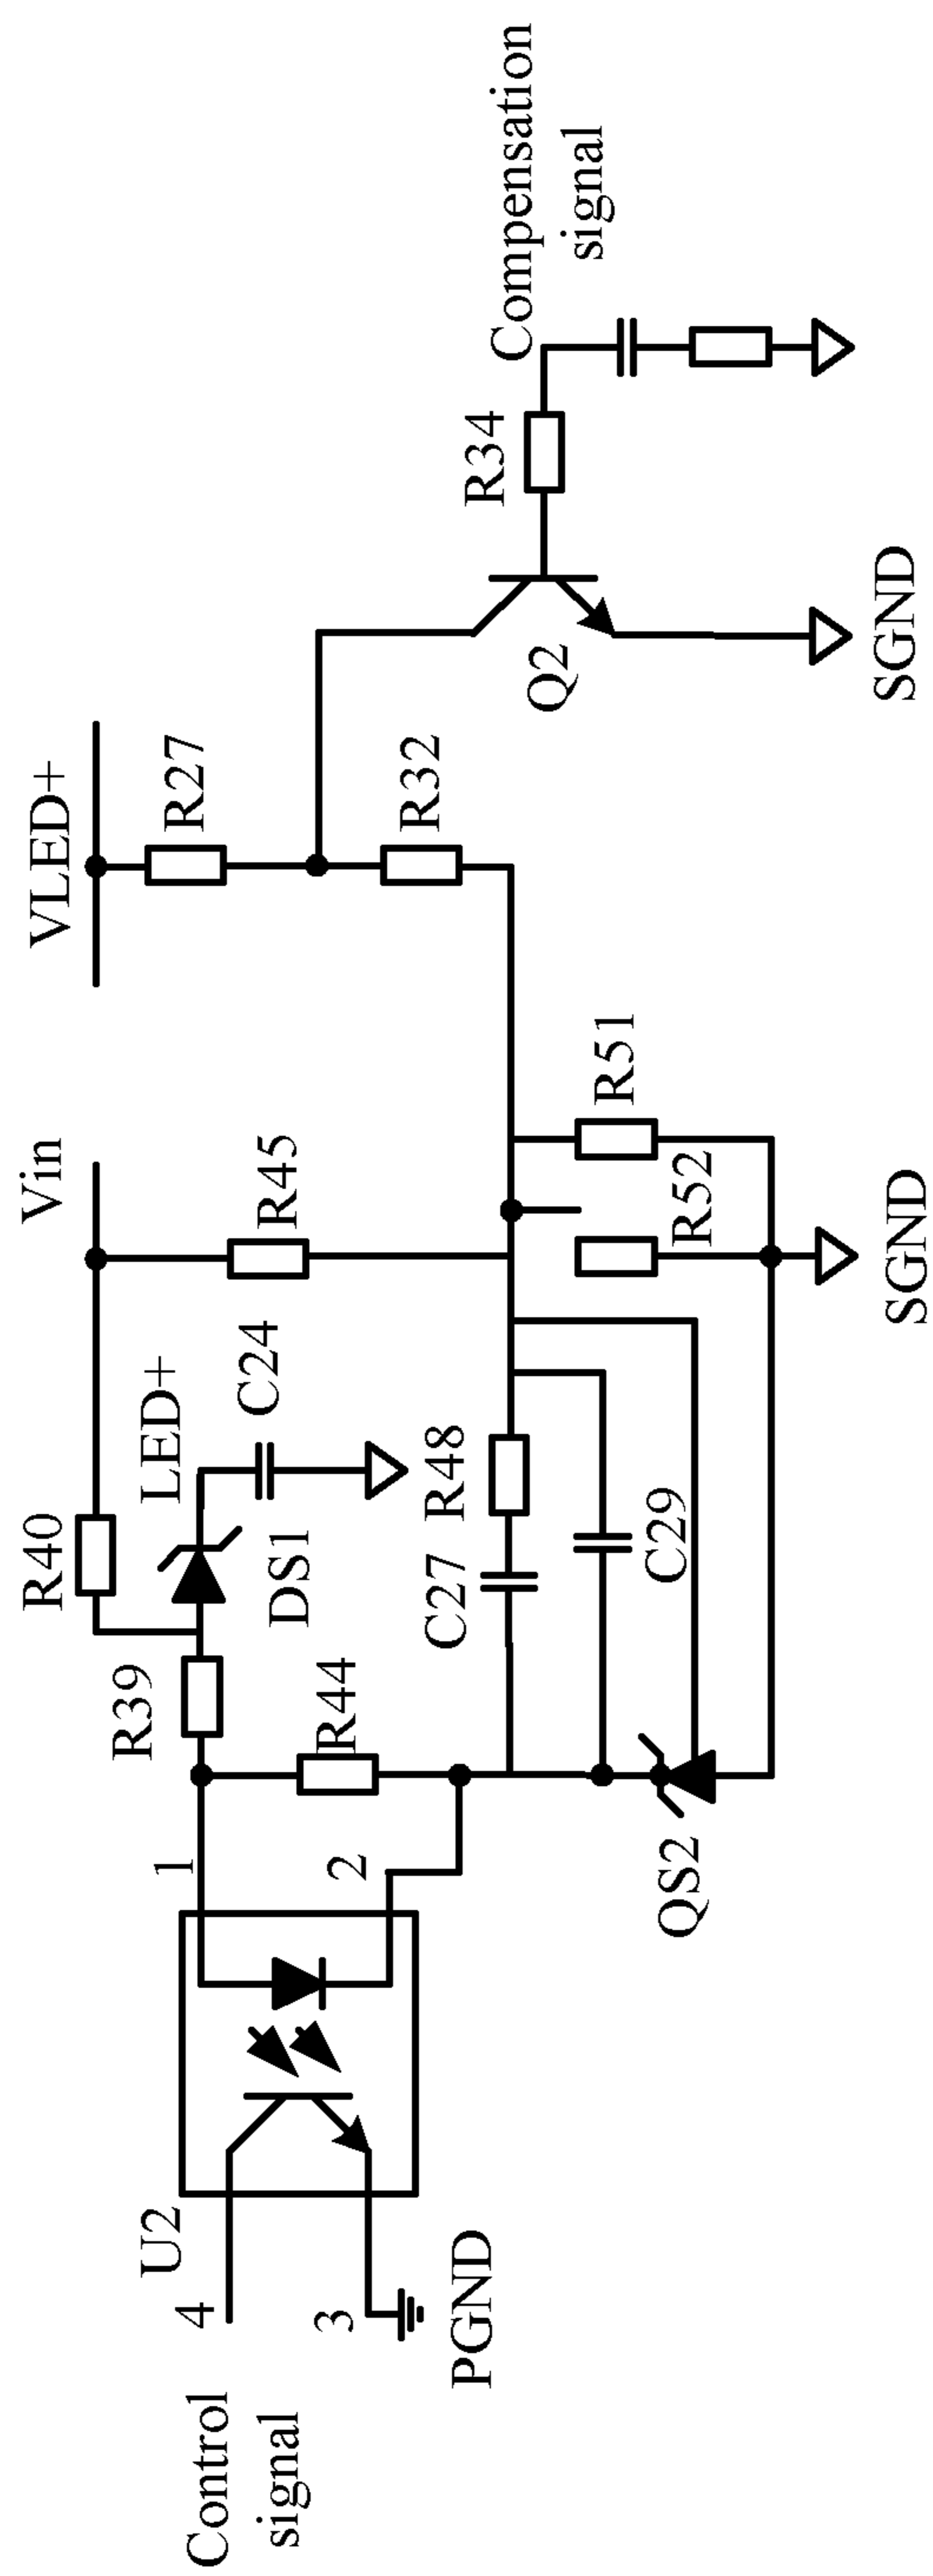 Control
signal
4
3
PGND
U2
1
2
R39
R44
R40
DS1
LED+
C24
C27
R48
C29
QS2
Vin
R45
R52
R51
SGND
VLED+
R27
R32
Q2
SGND
R34
Compensation
signal